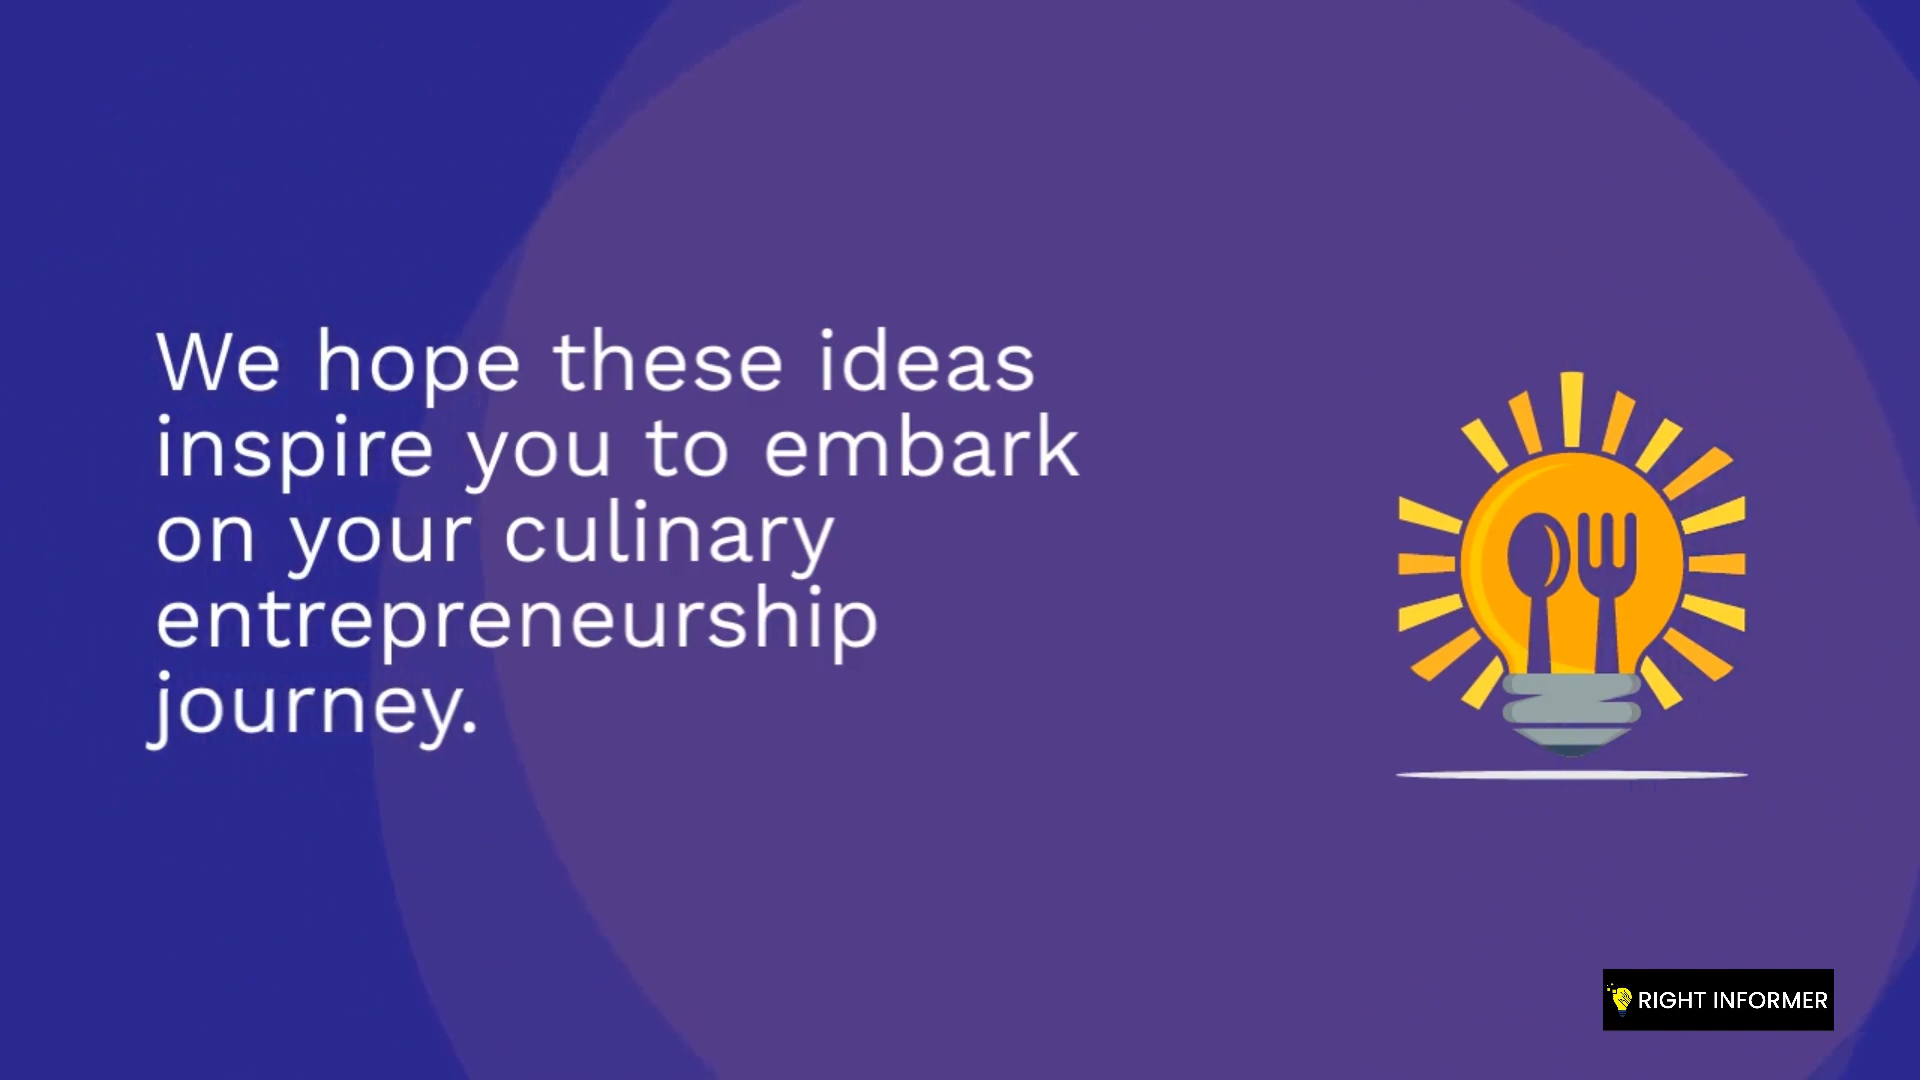 We hope these ideas
inspire you to embark
on your culinary
entrepreneurship
journey.
RIGHT INFORMER